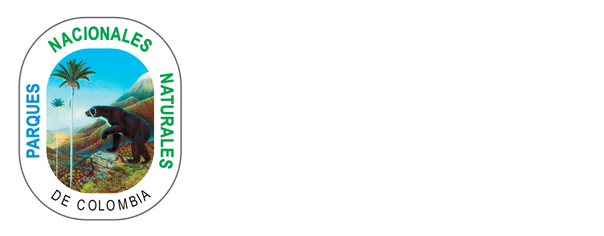 PARQUES
NACIONALES
NATURALES
DE COLOMBIA